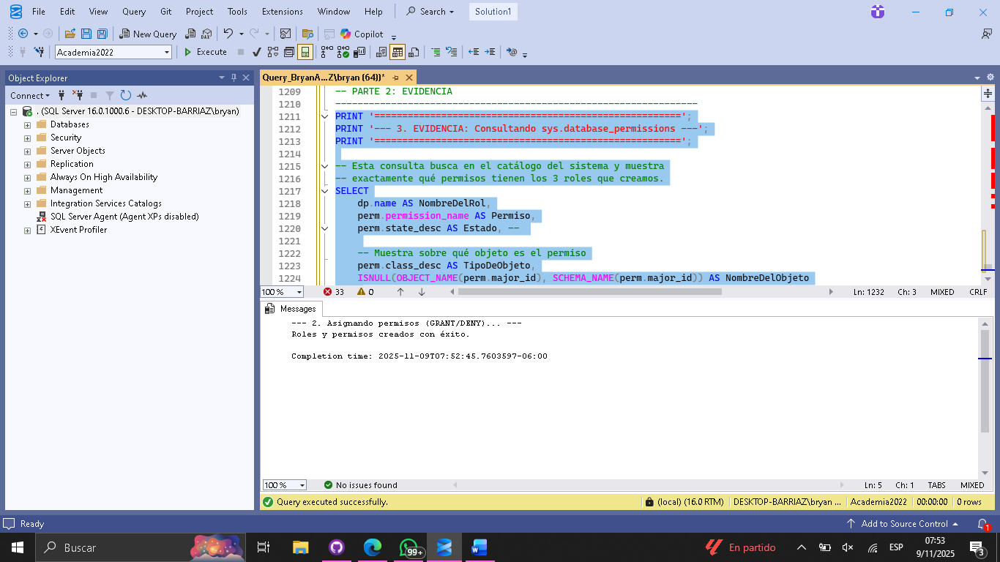 File Edit View Query Git Project Tools Extensions Window Help Search Solution1
New Query Copilot
Academia2022 Execute
Object Explorer
Connect
. (SQL Server 16.0.1000.6 - DESKTOP-BARRIAZ\bryan)
Databases
Security
Server Objects
Replication
Always On High Availability
Management
Integration Services Catalogs
SQL Server Agent (Agent XPs disabled)
XEvent Profiler
Query_BryanA...Z\bryan (64))*
1209 -- PARTE 2: EVIDENCIA
1210 -----------------------------------------------------------------
1211 PRINT '=======================================================';
1212 PRINT '--- 3. EVIDENCIA: Consultando sys.database_permissions ---';
1213 PRINT '=======================================================';
1214
1215 -- Esta consulta busca en el catálogo del sistema y muestra
1216 -- exactamente qué permisos tienen los 3 roles que creamos.
1217 SELECT
1218 dp.name AS NombreDelRol,
1219 perm.permission_name AS Permiso,
1220 perm.state_desc AS Estado, --
1221
1222 -- Muestra sobre qué objeto es el permiso
1223 perm.class_desc AS TipoDeObjeto,
1224 ISNULL(OBJECT_NAME(perm.major_id), SCHEMA_NAME(perm.major_id)) AS NombreDelObjeto
100 % 33 0 Ln: 1232 Ch: 3 MIXED CRLF
Messages
--- 2. Asignando permisos (GRANT/DENY)... ---
Roles y permisos creados con éxito.
Completion time: 2025-11-09T07:52:45.7603597-06:00
100 % No issues found Ln: 5 Ch: 1 TABS MIXED
Query executed successfully. (local) (16.0 RTM) DESKTOP-BARRIAZ\bryan ... Academia2022 00:00:00 0 rows
Ready Add to Source Control 1
Buscar 99+ En partido ESP 07:53
9/11/2025 3